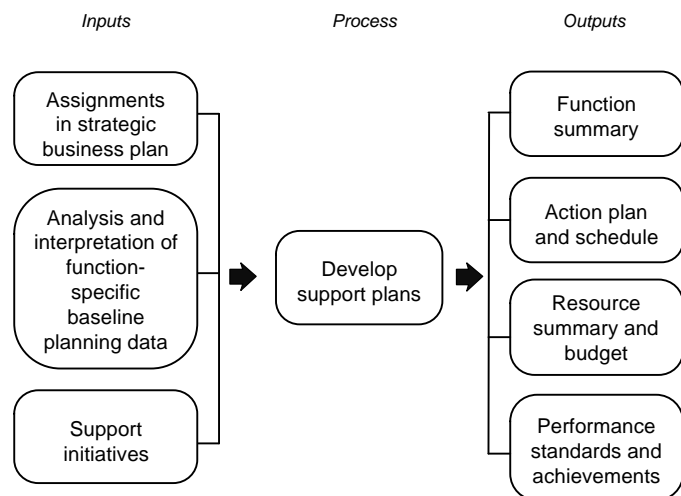 Inputs
Process
Outputs
Assignments
in strategic
business plan
Analysis and
interpretation of
function-
specific
baseline
planning data
Support
initiatives
Develop
support plans
Function
summary
Action plan
and schedule
Resource
summary and
budget
Performance
standards and
achievements